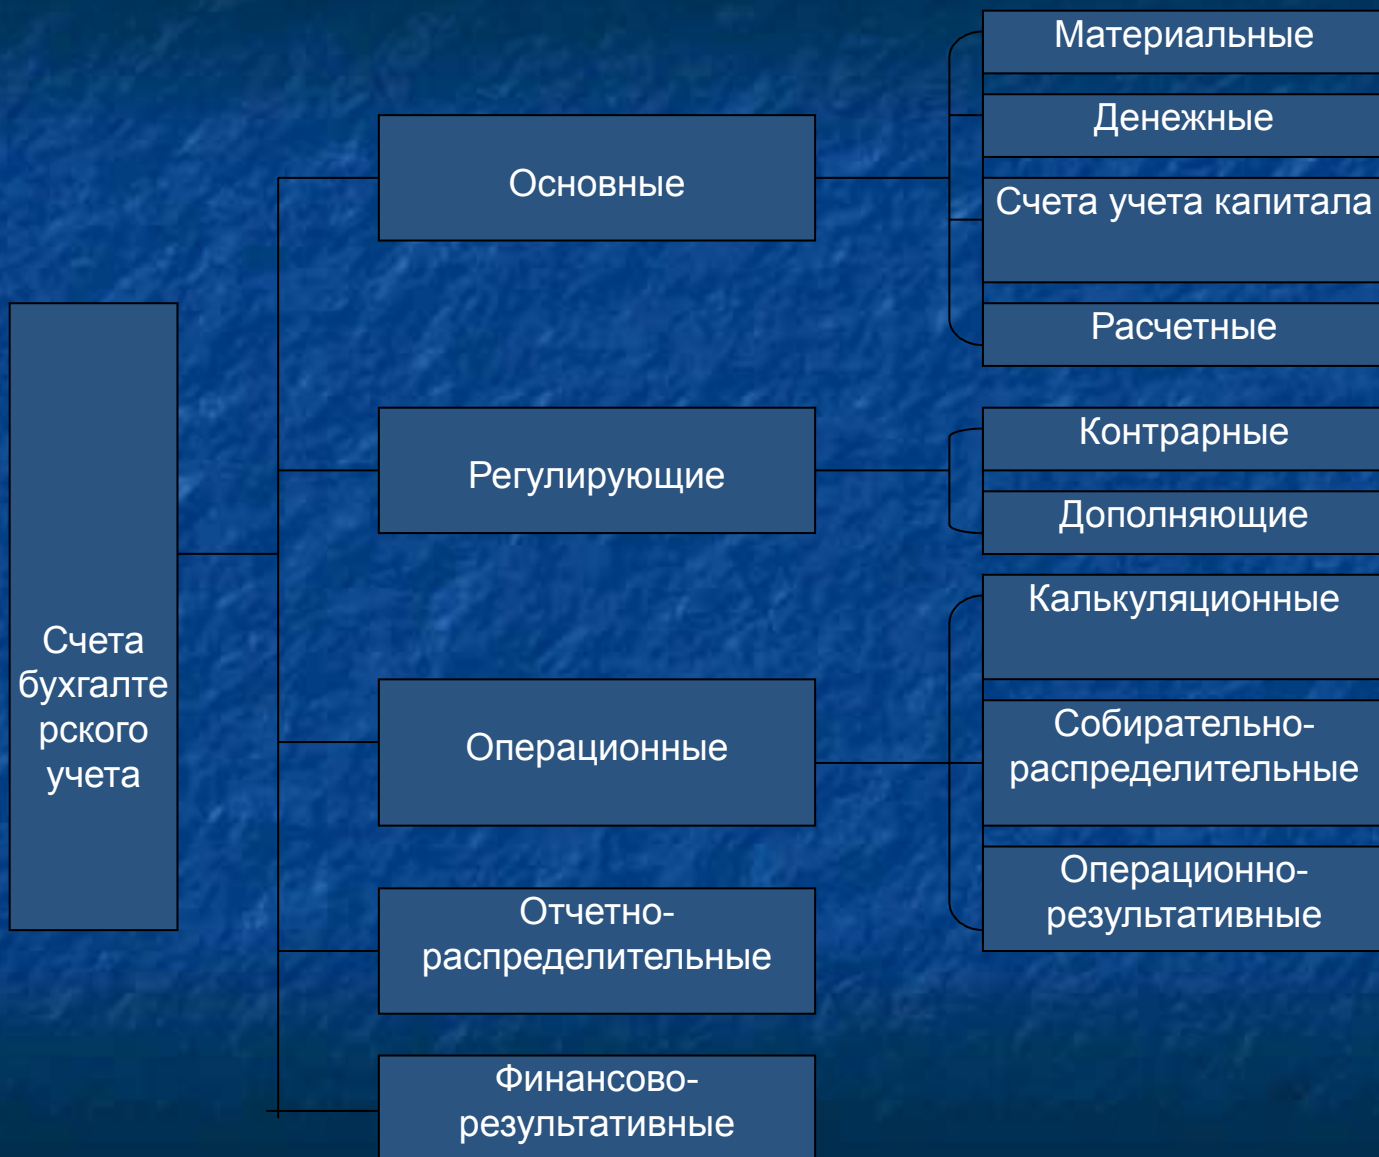 Счета
бухгалте
рского
учета
Основные
Материальные
Денежные
Счета учета капитала
Расчетные
Регулирующие
Контрарные
Дополняющие
Операционные
Калькуляционные
Собирательно-
распределительные
Операционно-
результативные
Отчетно-
распределительные
Финансово-
результативные